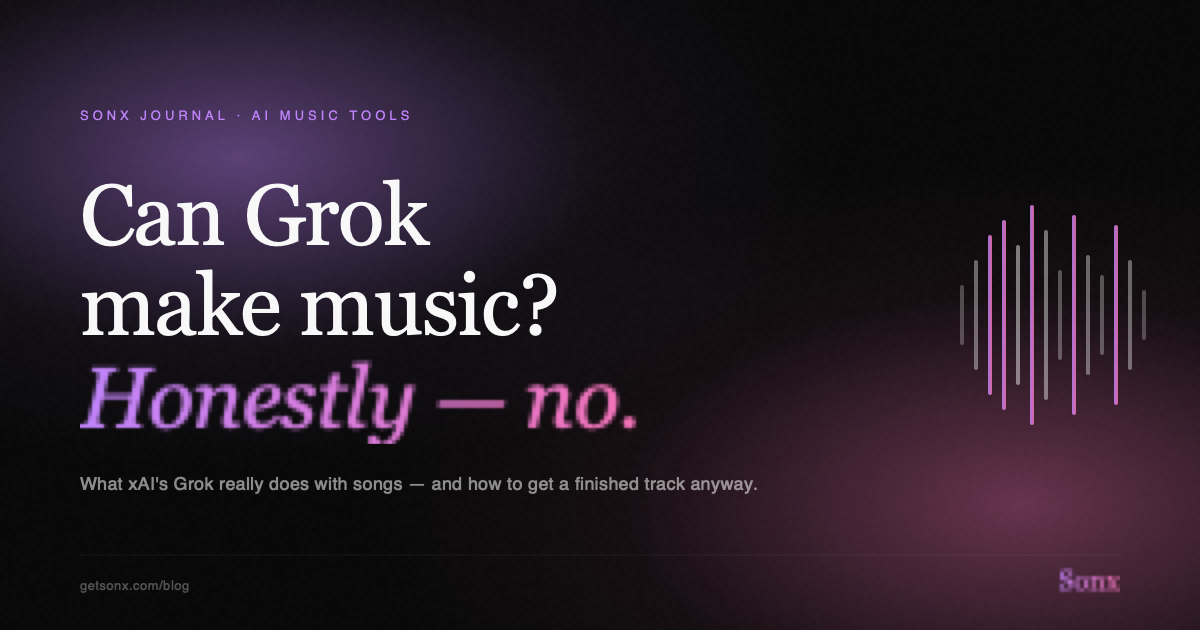 SONX JOURNAL · AI MUSIC TOOLS
Can Grok
make music?
Honestly — no.
What xAI's Grok really does with songs — and how to get a finished track anyway.
getsonx.com/blog
Sonx